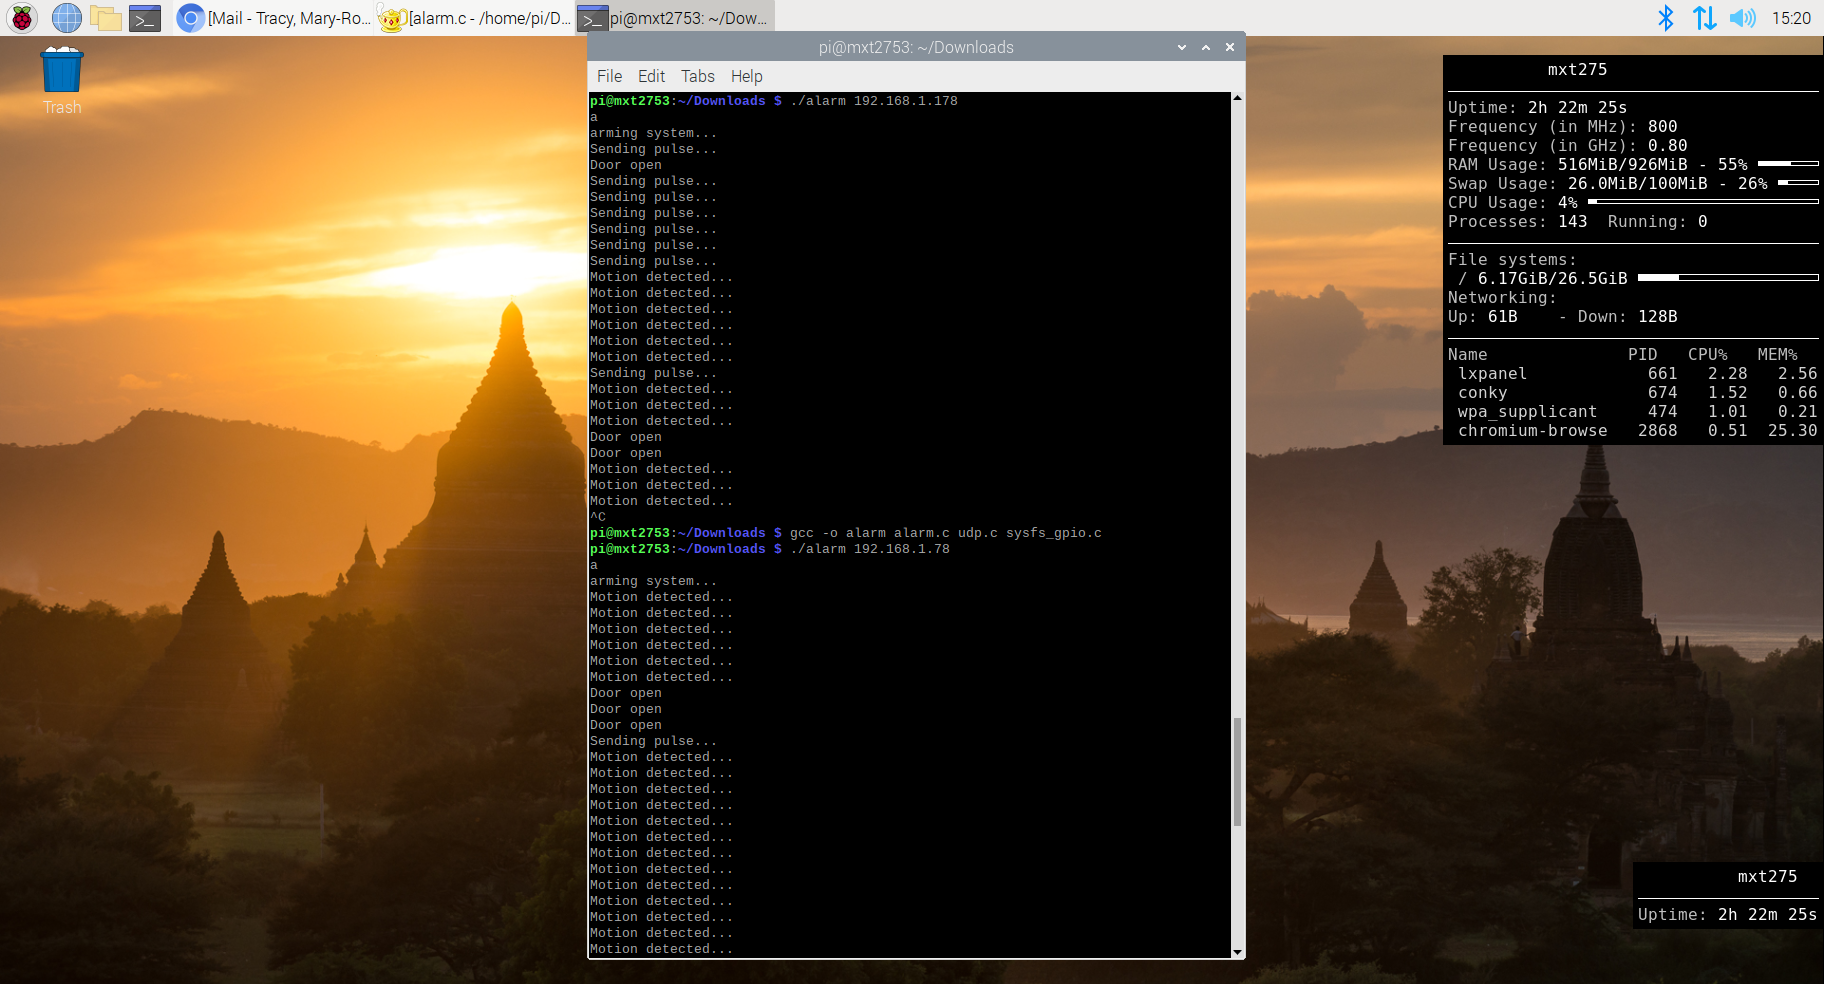 [Mail - Tracy, Mary-Ro...
[alarm.c - /home/pi/D...
pi@mxt2753: ~/Dow...
15:20
Trash
pi@mxt2753: ~/Downloads
File Edit Tabs Help
pi@mxt2753:~/Downloads $ ./alarm 192.168.1.178
a
arming system...
Sending pulse...
Door open
Sending pulse...
Sending pulse...
Sending pulse...
Sending pulse...
Sending pulse...
Sending pulse...
Motion detected...
Motion detected...
Motion detected...
Motion detected...
Motion detected...
Motion detected...
Sending pulse...
Motion detected...
Motion detected...
Motion detected...
Door open
Door open
Motion detected...
Motion detected...
Motion detected...
^C
pi@mxt2753:~/Downloads $ gcc -o alarm alarm.c udp.c sysfs_gpio.c
pi@mxt2753:~/Downloads $ ./alarm 192.168.1.78
a
arming system...
Motion detected...
Motion detected...
Motion detected...
Motion detected...
Motion detected...
Motion detected...
Door open
Door open
Door open
Sending pulse...
Motion detected...
Motion detected...
Motion detected...
Motion detected...
Motion detected...
Motion detected...
Motion detected...
Motion detected...
Motion detected...
Motion detected...
Motion detected...
Motion detected...
Motion detected...
mxt275
Uptime: 2h 22m 25s
Frequency (in MHz): 800
Frequency (in GHz): 0.80
RAM Usage: 516MiB/926MiB - 55%
Swap Usage: 26.0MiB/100MiB - 26%
CPU Usage: 4%
Processes: 143 Running: 0
File systems:
/ 6.17GiB/26.5GiB
Networking:
Up: 61B - Down: 128B
Name PID CPU% MEM%
lxpanel 661 2.28 2.56
conky 674 1.52 0.66
wpa_supplicant 474 1.01 0.21
chromium-browse 2868 0.51 25.30
mxt275
Uptime: 2h 22m 25s